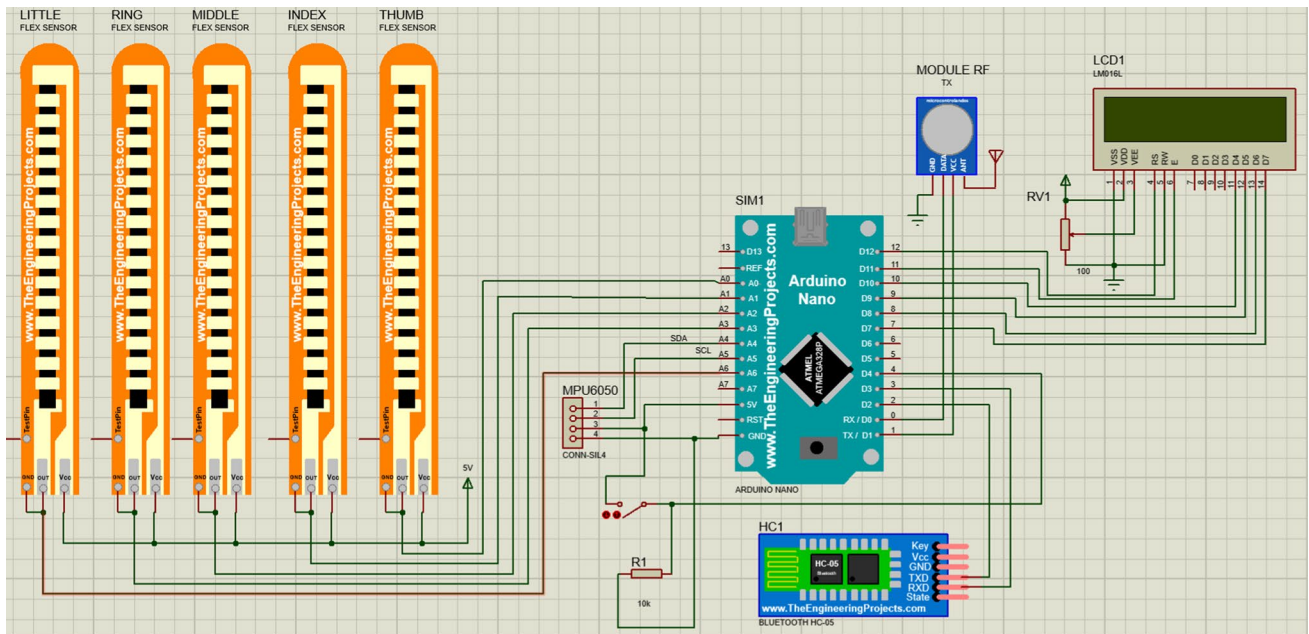 LITTLE
FLEX SENSOR
RING
FLEX SENSOR
MIDDLE
FLEX SENSOR
INDEX
FLEX SENSOR
THUMB
FLEX SENSOR
www.TheEngineeringProjects.com
TestPin
GND
OUT
Vcc
www.TheEngineeringProjects.com
TestPin
GND
OUT
Vcc
www.TheEngineeringProjects.com
TestPin
GND
OUT
Vcc
www.TheEngineeringProjects.com
TestPin
GND
OUT
Vcc
www.TheEngineeringProjects.com
TestPin
GND
OUT
Vcc
5V
MPU6050
1
2
3
4
CONN-SIL4
SDA
SCL
R1
10k
SIM1
www.TheEngineeringProjects.com
Arduino
Nano
ATMEL
ATMEGA328P
13
D13
REF
A0
A0
A1
A1
A2
A2
A3
A3
A4
A4
A5
A5
A6
A6
A7
A7
5V
RST
GND
D12
12
D11
11
D10
10
D9
9
D8
8
D7
7
D6
6
D5
5
D4
4
D3
3
D2
2
RX / D0
0
TX / D1
1
ARDUINO NANO
MODULE RF
TX
GND
DATA
VCC
ANT
LCD1
LM016L
VSS
VDD
VEE
RS
RW
E
D0
D1
D2
D3
D4
D5
D6
D7
1
2
3
4
5
6
7
8
9
10
11
12
13
14
RV1
100
HC1
HC-05
Key
Vcc
GND
TXD
RXD
State
www.TheEngineeringProjects.com
BLUETOOTH HC-05